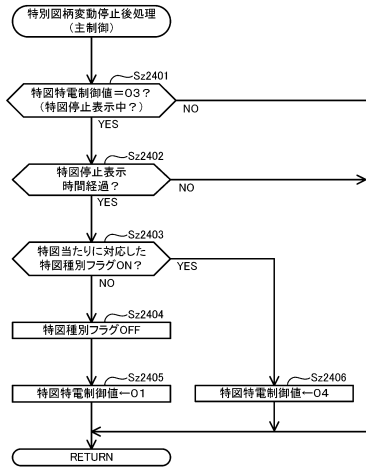 特別図柄変動停止後処理
(主制御)
Sz2401
特図特電制御値=03?
(特図停止表示中?)
NO
YES
Sz2402
特図停止表示
時間経過?
NO
YES
Sz2403
特図当たりに対応した
特図種別フラグON?
YES
NO
Sz2404
特図種別フラグOFF
Sz2405
特図特電制御値←01
Sz2406
特図特電制御値←04
RETURN